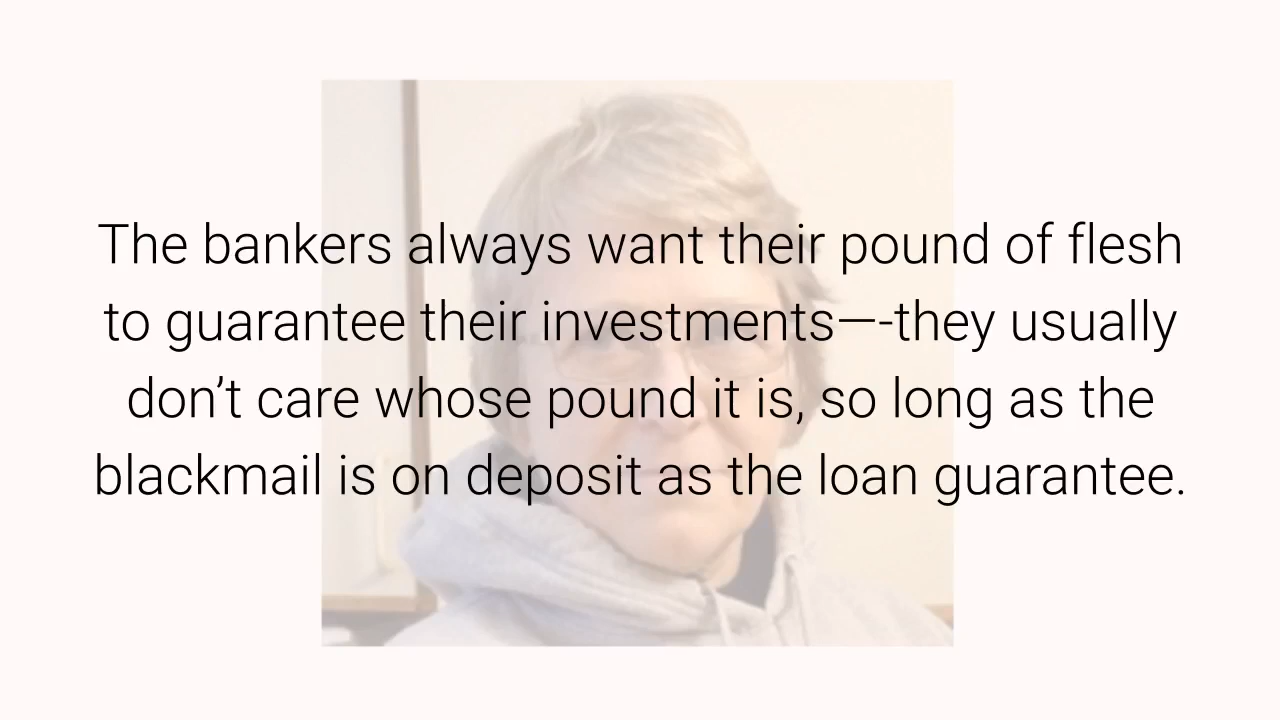 The bankers always want their pound of flesh
to guarantee their investments—-they usually
don’t care whose pound it is, so long as the
blackmail is on deposit as the loan guarantee.